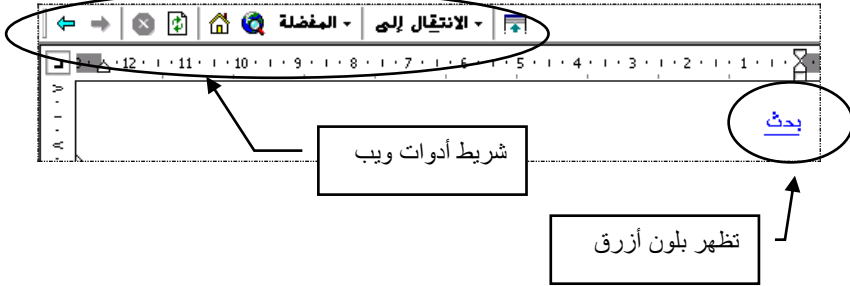 الانتقال إلى المفضلة
12 · 11 · 10 · 9 · 8 · 7 · 6 · 5 · 4 · 3 · 2 · 1
بحث
شريط أدوات ويب
تظهر بلون أزرق